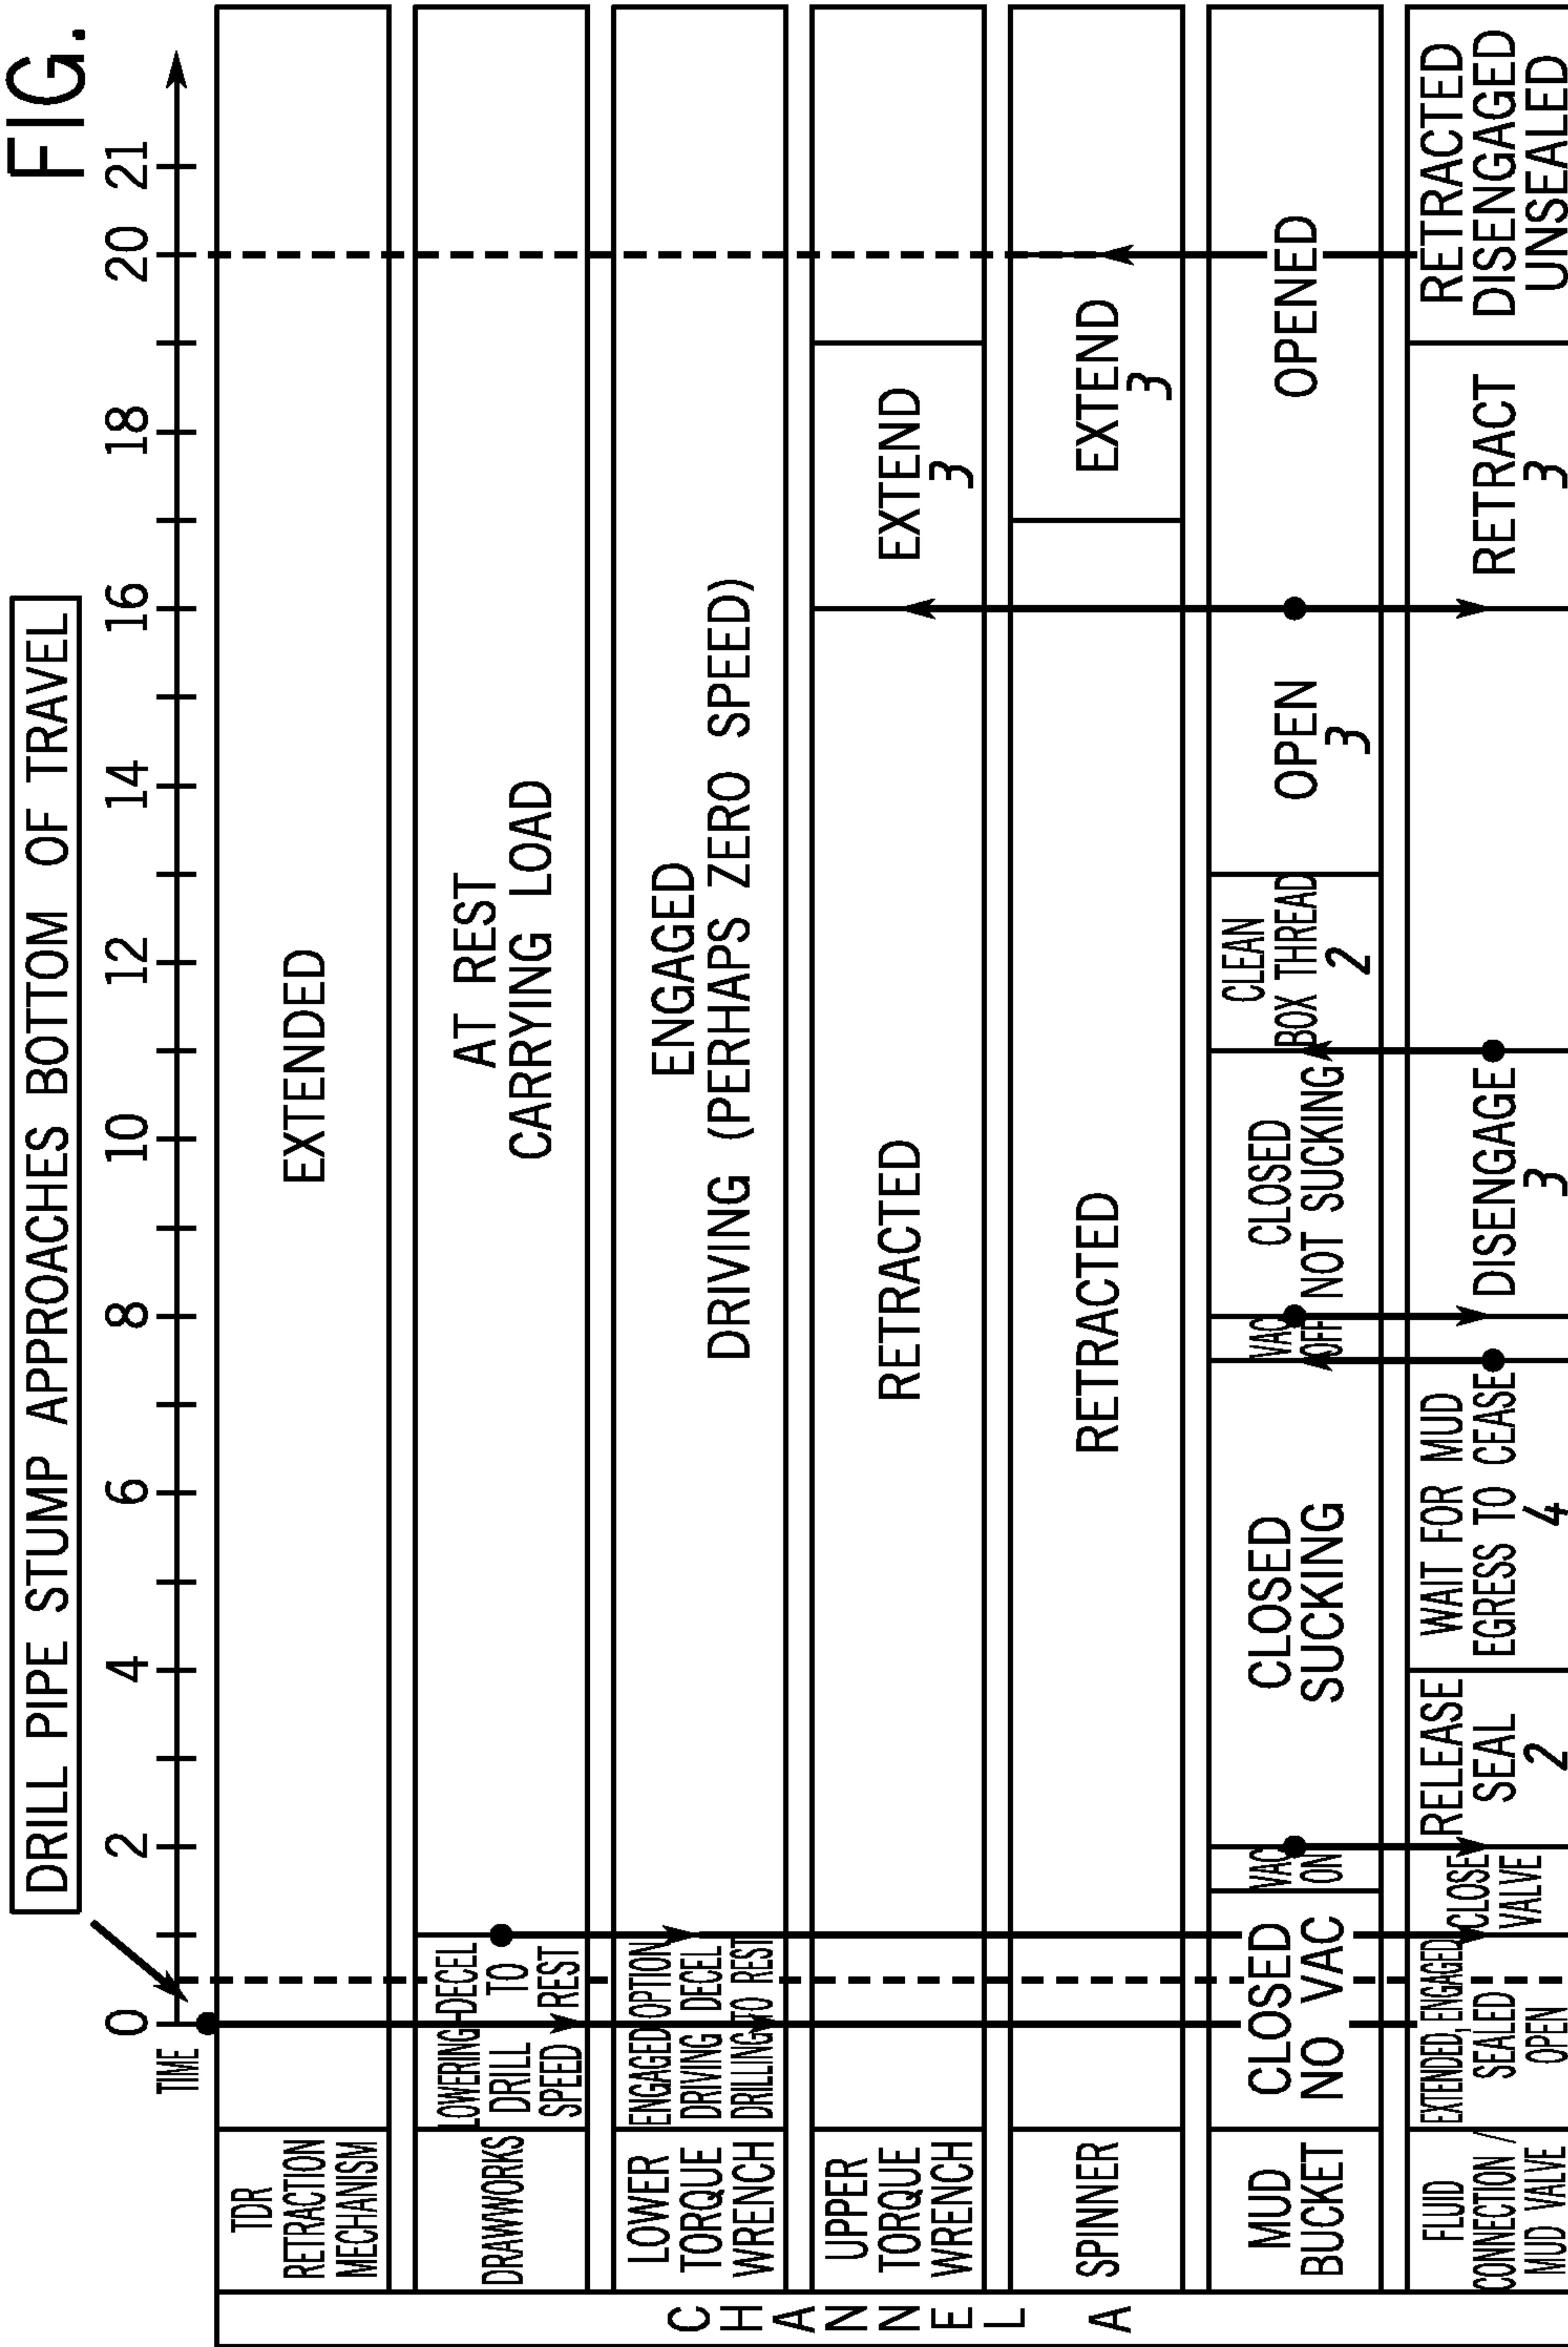 FIG.
DRILL PIPE STUMP APPROACHES BOTTOM OF TRAVEL
TIME
0 2 4 6 8 10 12 14 16 18 20 21
CHANNEL A
TDR
RETRACTION
MECHANISM
EXTENDED
DRAWWORKS
LOWERING
DRILL
SPEED
DECEL
TO
REST
AT REST
CARRYING LOAD
LOWER
TORQUE
WRENCH
ENGAGED
DRIVING
DRILLING
OPTION
DECEL
TO REST
ENGAGED
DRIVING (PERHAPS ZERO SPEED)
UPPER
TORQUE
WRENCH
RETRACTED
EXTEND
3
SPINNER
RETRACTED
EXTEND
3
MUD
BUCKET
CLOSED
NO VAC
VAC
ON
CLOSED
SUCKING
VAC
OFF
CLOSED
NOT SUCKING
CLEAN
BOX THREAD
2
OPEN
3
OPENED
FLUID
CONNECTION /
MUD VALVE
EXTENDED, ENGAGED
SEALED
OPEN
CLOSE
VALVE
RELEASE
SEAL
2
WAIT FOR MUD
EGRESS TO CEASE
4
DISENGAGE
3
RETRACT
3
RETRACTED
DISENGAGED
UNSEALED